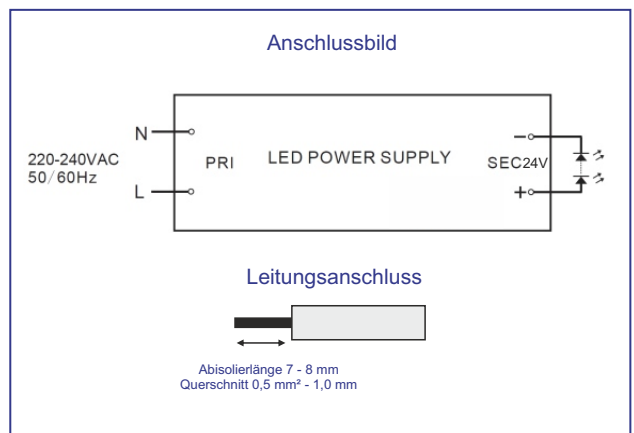 Anschlussbild
N
220-240VAC
50/60Hz
L
PRI
LED POWER SUPPLY
SEC24V
−
+
Leitungsanschluss
Abisolierlänge 7 - 8 mm
Querschnitt 0,5 mm² - 1,0 mm